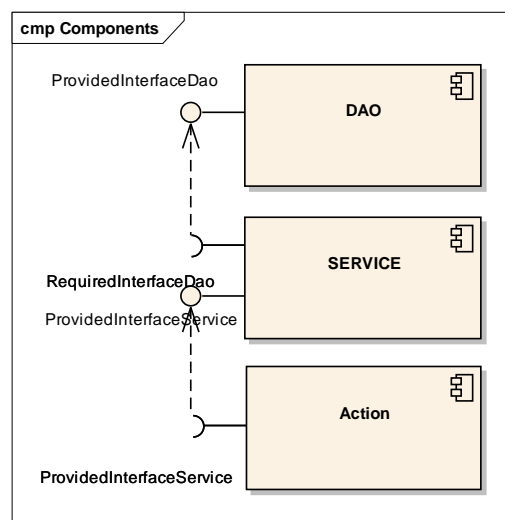 cmp Components
ProvidedInterfaceDao
DAO
SERVICE
RequiredInterfaceDao
ProvidedInterfaceService
Action
ProvidedInterfaceService